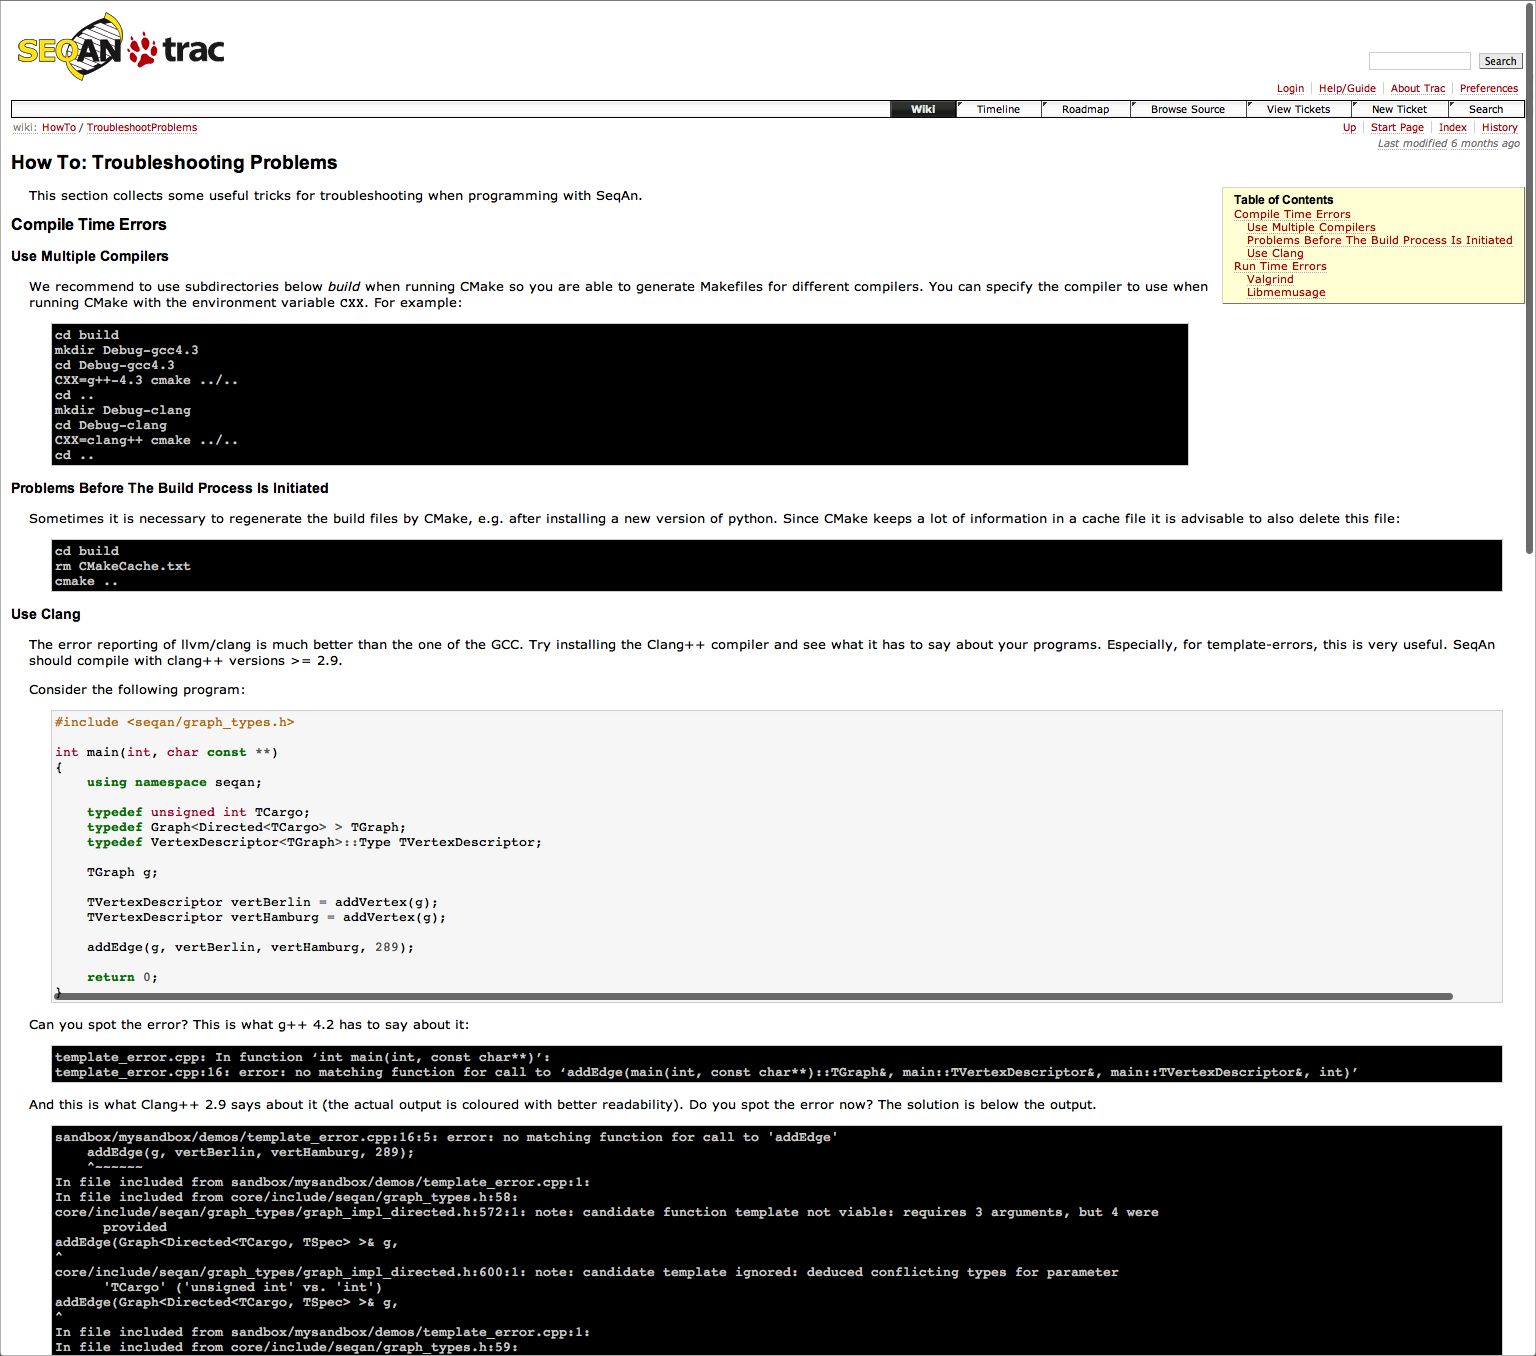 SEQAN trac
Search
Login Help/Guide About Trac Preferences
Wiki Timeline Roadmap Browse Source View Tickets New Ticket Search
wiki: HowTo / TroubleshootProblems
Up Start Page Index History
Last modified 6 months ago
How To: Troubleshooting Problems
This section collects some useful tricks for troubleshooting when programming with SeqAn.
Table of Contents
Compile Time Errors
Use Multiple Compilers
Problems Before The Build Process Is Initiated
Use Clang
Run Time Errors
Valgrind
Libmemusage
Compile Time Errors
Use Multiple Compilers
We recommend to use subdirectories below build when running CMake so you are able to generate Makefiles for different compilers. You can specify the compiler to use when
running CMake with the environment variable CXX. For example:
cd build
mkdir Debug-gcc4.3
cd Debug-gcc4.3
CXX=g++-4.3 cmake ../..
cd ..
mkdir Debug-clang
cd Debug-clang
CXX=clang++ cmake ../..
cd ..
Problems Before The Build Process Is Initiated
Sometimes it is necessary to regenerate the build files by CMake, e.g. after installing a new version of python. Since CMake keeps a lot of information in a cache file it is advisable to also delete this file:
cd build
rm CMakeCache.txt
cmake ..
Use Clang
The error reporting of llvm/clang is much better than the one of the GCC. Try installing the Clang++ compiler and see what it has to say about your programs. Especially, for template-errors, this is very useful. SeqAn
should compile with clang++ versions >= 2.9.
Consider the following program:
#include <seqan/graph_types.h>
int main(int, char const **)
{
using namespace seqan;
typedef unsigned int TCargo;
typedef Graph<Directed<TCargo> > TGraph;
typedef VertexDescriptor<TGraph>::Type TVertexDescriptor;
TGraph g;
TVertexDescriptor vertBerlin = addVertex(g);
TVertexDescriptor vertHamburg = addVertex(g);
addEdge(g, vertBerlin, vertHamburg, 289);
return 0;
}
Can you spot the error? This is what g++ 4.2 has to say about it:
template_error.cpp: In function ‘int main(int, const char**)’:
template_error.cpp:16: error: no matching function for call to ‘addEdge(main(int, const char**)::TGraph&, main::TVertexDescriptor&, main::TVertexDescriptor&, int)’
And this is what Clang++ 2.9 says about it (the actual output is coloured with better readability). Do you spot the error now? The solution is below the output.
sandbox/mysandbox/demos/template_error.cpp:16:5: error: no matching function for call to 'addEdge'
addEdge(g, vertBerlin, vertHamburg, 289);
^~~~~~~
In file included from sandbox/mysandbox/demos/template_error.cpp:1:
In file included from core/include/seqan/graph_types.h:58:
core/include/seqan/graph_types/graph_impl_directed.h:572:1: note: candidate function template not viable: requires 3 arguments, but 4 were
provided
addEdge(Graph<Directed<TCargo, TSpec> >& g,
^
core/include/seqan/graph_types/graph_impl_directed.h:600:1: note: candidate template ignored: deduced conflicting types for parameter
'TCargo' ('unsigned int' vs. 'int')
addEdge(Graph<Directed<TCargo, TSpec> >& g,
^
In file included from sandbox/mysandbox/demos/template_error.cpp:1:
In file included from core/include/seqan/graph_types.h:59: